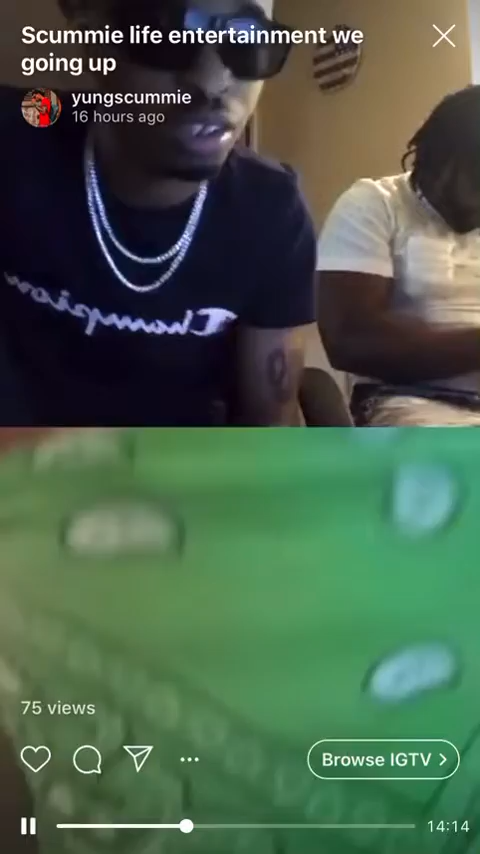 Scummie life entertainment we
going up
yungscummie
16 hours ago
Champion
75 views
Browse IGTV >
14:14